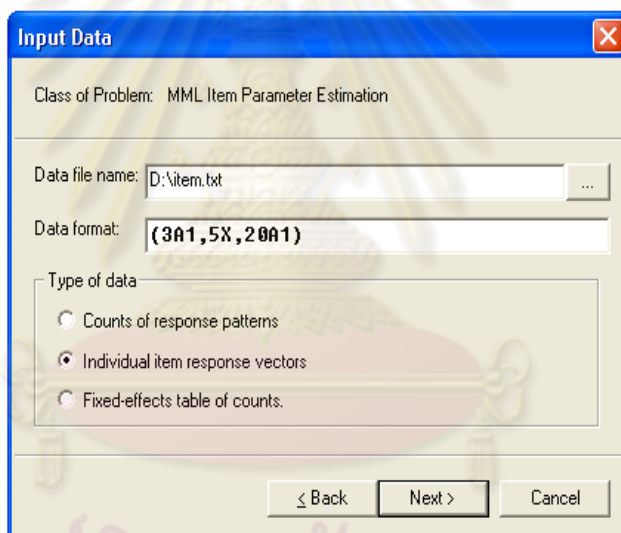 Input Data
Class of Problem: MML Item Parameter Estimation
Data file name: D:\item.txt ...
Data format: (3A1,5X,20A1)
Type of data
Counts of response patterns
Individual item response vectors
Fixed-effects table of counts.
< Back Next > Cancel